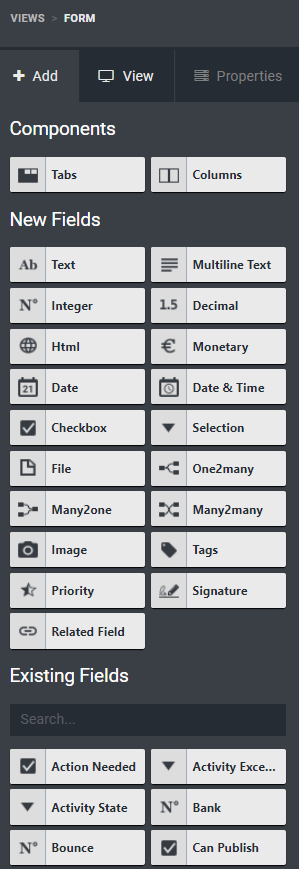 VIEWS > FORM
Add View Properties
Components
Tabs Columns
New Fields
Ab Text Multiline Text
N° Integer 1.5 Decimal
Html € Monetary
21 Date Date & Time
Checkbox Selection
File One2many
Many2one Many2many
Image Tags
Priority Signature
Related Field
Existing Fields
Search...
Action Needed Activity Exce...
Activity State N° Bank
N° Bounce Can Publish